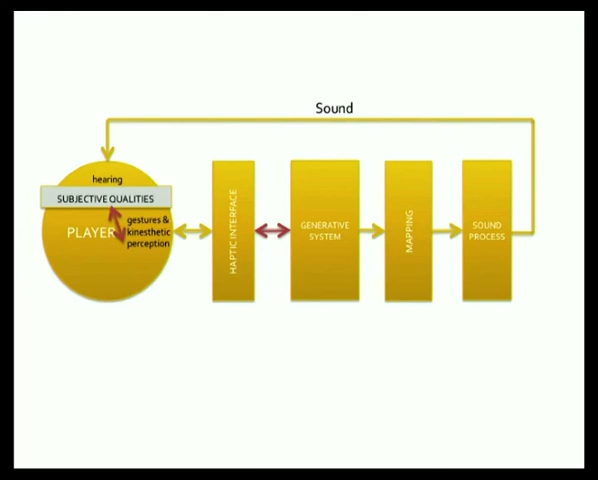 Sound
hearing
SUBJECTIVE QUALITIES
gestures &
kinesthetic
perception
PLAYER
HAPTIC INTERFACE
GENERATIVE
SYSTEM
MAPPING
SOUND
PROCESS